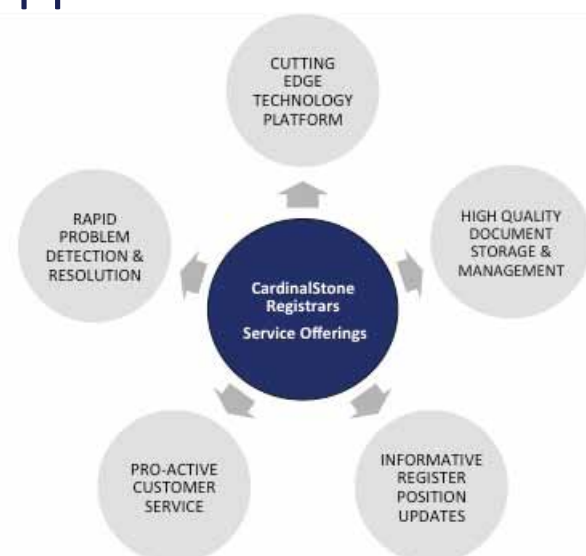 CUTTING
EDGE
TECHNOLOGY
PLATFORM
RAPID
PROBLEM
DETECTION &
RESOLUTION
HIGH QUALITY
DOCUMENT
STORAGE &
MANAGEMENT
CardinalStone
Registrars
Service Offerings
PRO-ACTIVE
CUSTOMER
SERVICE
INFORMATIVE
REGISTER
POSITION
UPDATES